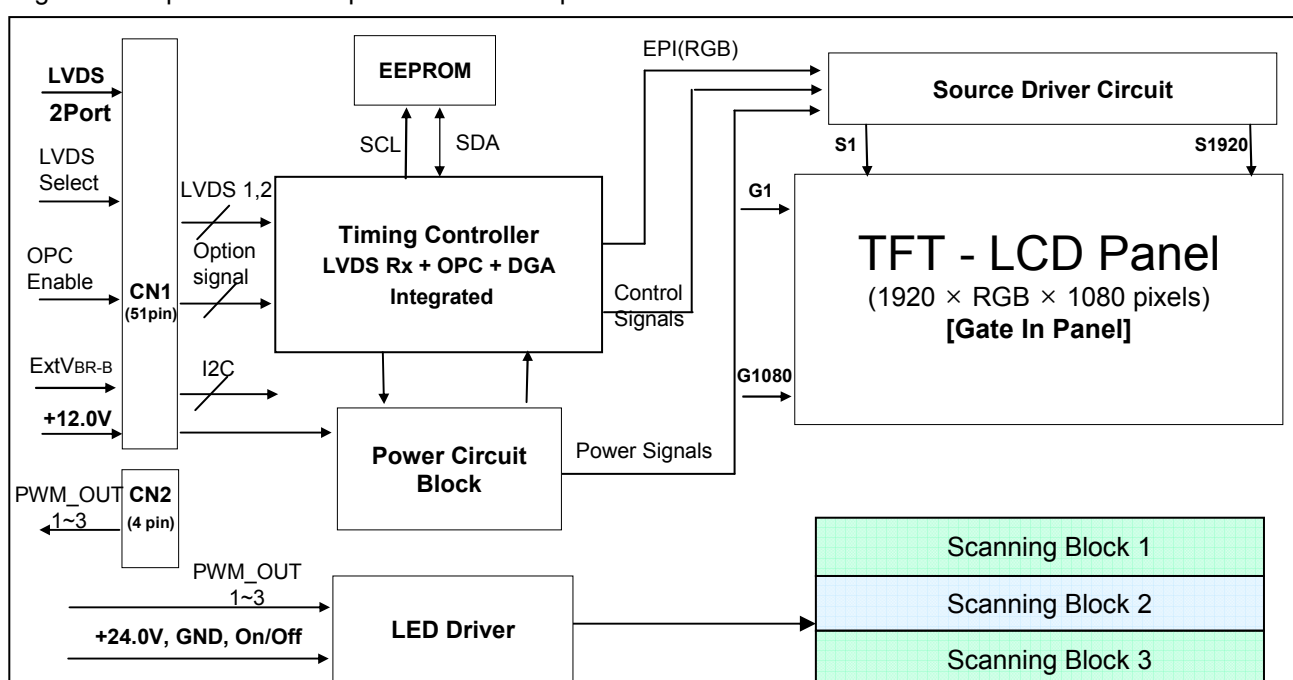 EPI(RGB)
LVDS
2Port
EEPROM
Source Driver Circuit
SCL
SDA
S1
S1920
LVDS
Select
LVDS 1,2
G1
Timing Controller
LVDS Rx + OPC + DGA
Integrated
TFT - LCD Panel
(1920 × RGB × 1080 pixels)
[Gate In Panel]
OPC
Enable
Option
signal
CN1
(51pin)
Control
Signals
ExtVBR-B
I2C
G1080
+12.0V
Power Circuit
Block
Power Signals
PWM_OUT
1~3
CN2
(4 pin)
Scanning Block 1
PWM_OUT
1~3
Scanning Block 2
+24.0V, GND, On/Off
LED Driver
Scanning Block 3